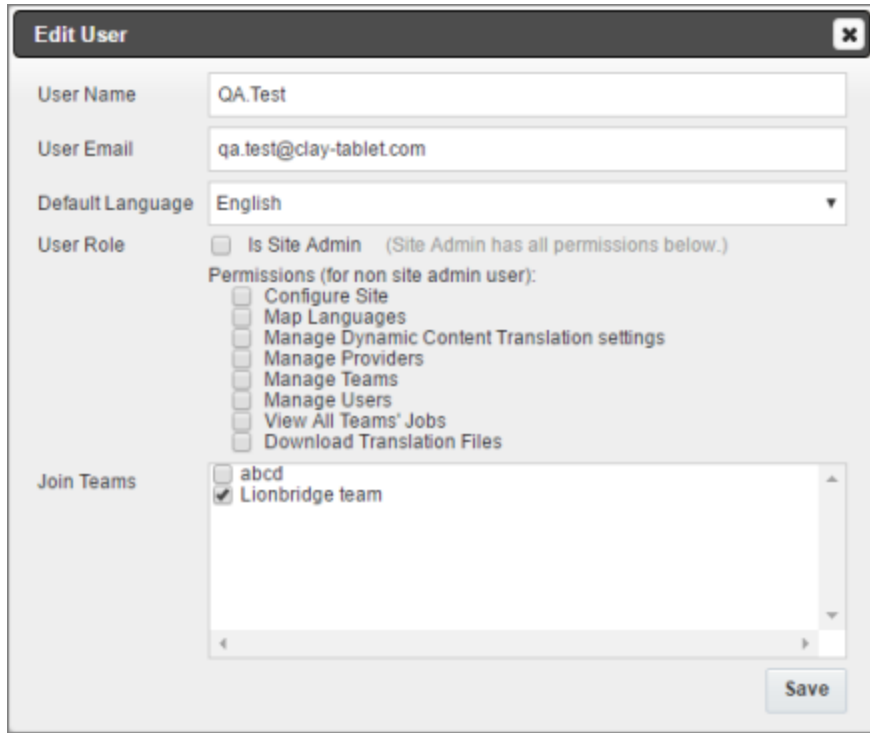 Edit User
User Name QA.Test
User Email qa.test@clay-tablet.com
Default Language English
User Role Is Site Admin (Site Admin has all permissions below.)
Permissions (for non site admin user):
Configure Site
Map Languages
Manage Dynamic Content Translation settings
Manage Providers
Manage Teams
Manage Users
View All Teams' Jobs
Download Translation Files
Join Teams abcd
Lionbridge team
Save